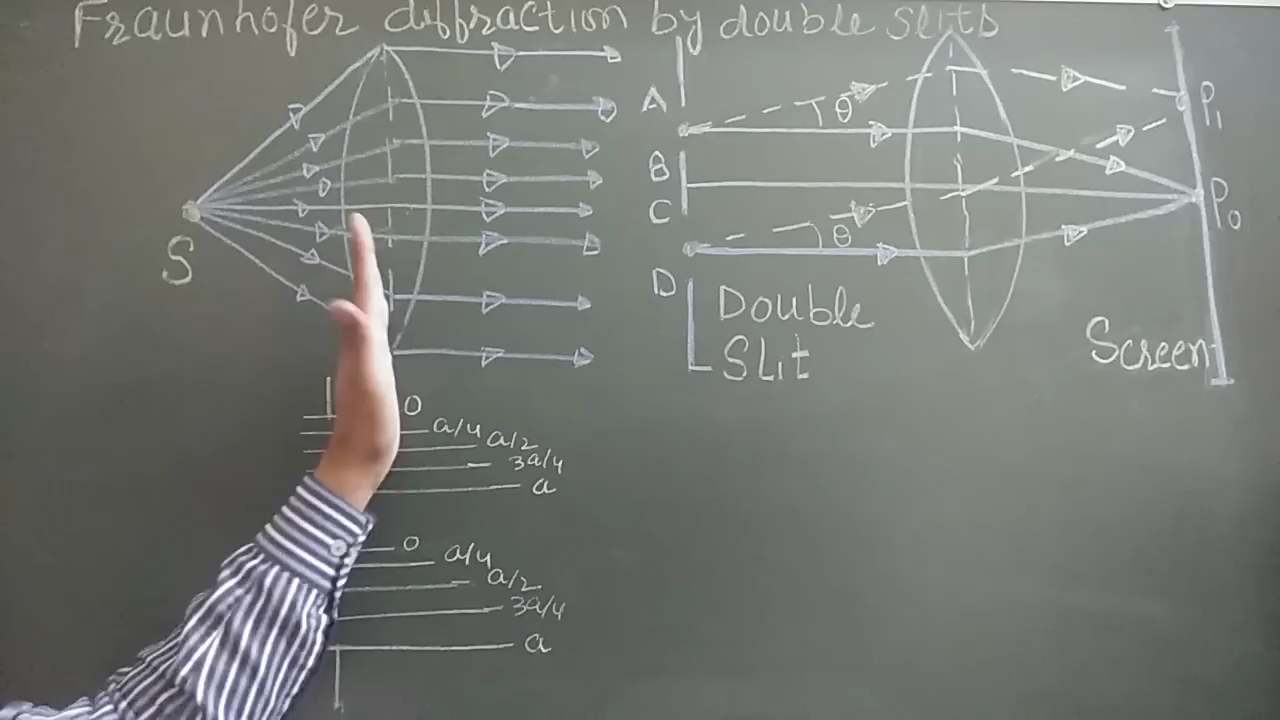 Fraunhofer diffraction by double slits
S
A
B
C
D
θ
θ
P1
P0
Double
Slit
Screen
0
a/4
a/2
3a/4
a
0
a/4
a/2
3a/4
a